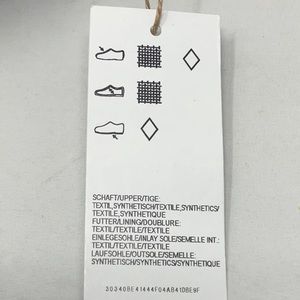 SCHAFT/UPPER/TIGE:
TEXTIL,SYNTHETISCH/TEXTILE,SYNTHETICS/
TEXTILE,SYNTHETIQUE
FUTTER/LINING/DOUBLURE:
TEXTIL/TEXTILE/TEXTILE
EINLEGESOHLE/INLAY SOLE/SEMELLE INT.:
TEXTIL/TEXTILE/TEXTILE
LAUFSOHLE/OUTSOLE/SEMELLE:
SYNTHETISCH/SYNTHETICS/SYNTHETIQUE
30340BE41444F04AB41DBE9F